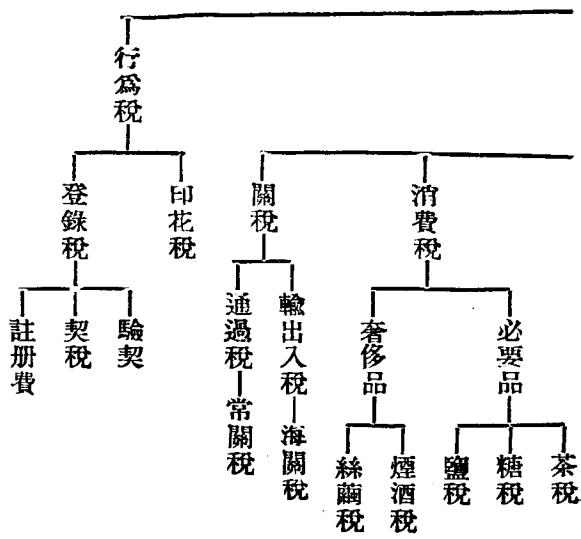 消費稅
必要品
茶稅
糖稅
鹽稅
奢侈品
煙酒稅
絲繭稅
關稅
輸出入稅
海關稅
通過稅
常關稅
行爲稅
印花稅
登錄稅
驗契
契稅
註册費